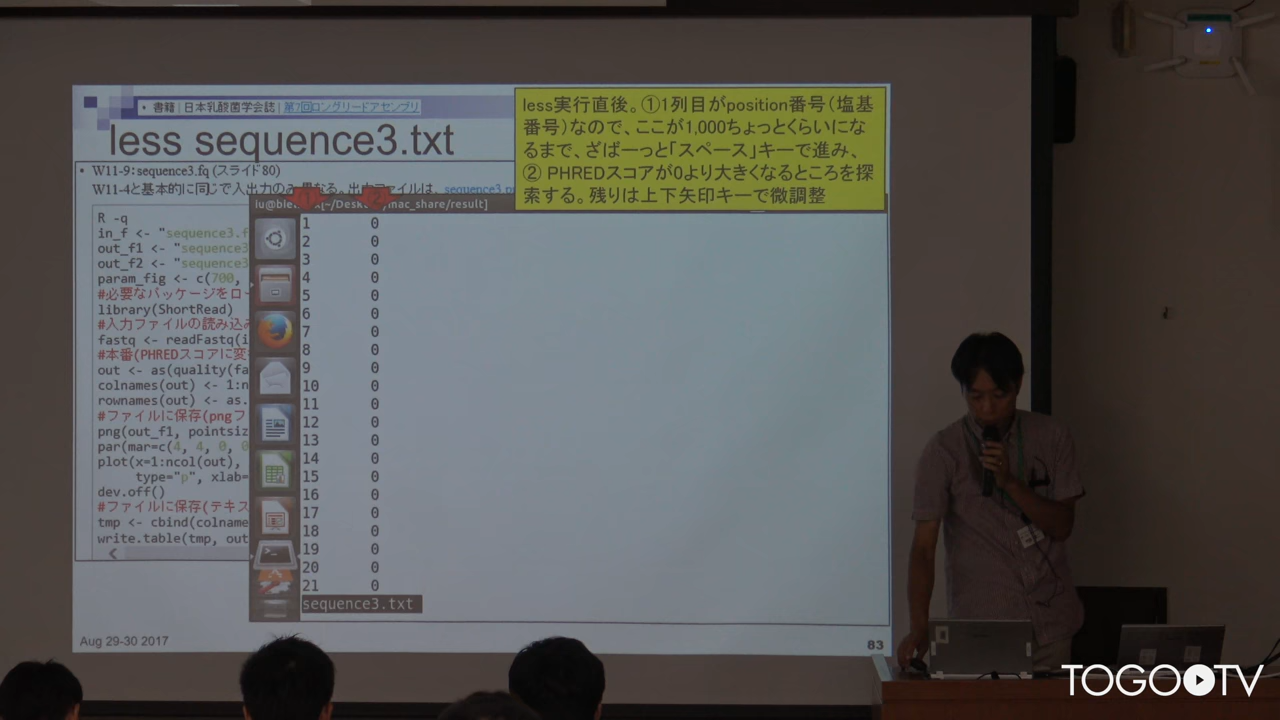 ・書籍 | 日本乳酸菌学会誌 | 第7回ロングリードアセンブリ
less sequence3.txt
less実行直後。①1列目がposition番号(塩基
番号)なので、ここが1,000ちょっとくらいにな
るまで、ざばーっと「スペース」キーで進み、
② PHREDスコアが0より大きくなるところを探
索する。残りは上下矢印キーで微調整
• W11-9:sequence3.fq (スライド80)
W11-4と基本的に同じで入出力のみ異なる。出力ファイルは、sequence3.p
① ②
R -q
in_f <- "sequence3.f
out_f1 <- "sequence3
out_f2 <- "sequence3
param_fig <- c(700,
#必要なパッケージをロー
library(ShortRead)
#入力ファイルの読み込み
fastq <- readFastq(i
#本番(PHREDスコアに変
out <- as(quality(fa
colnames(out) <- 1:n
rownames(out) <- as.
#ファイルに保存(pngフ
png(out_f1, pointsiz
par(mar=c(4, 4, 0, 0
plot(x=1:ncol(out),
type="p", xlab=
dev.off()
#ファイルに保存(テキス
tmp <- cbind(colname
write.table(tmp, out
mac_share/result]
1 0
2 0
3 0
4 0
5 0
6 0
7 0
8 0
9 0
10 0
11 0
12 0
13 0
14 0
15 0
16 0
17 0
18 0
19 0
20 0
21 0
sequence3.txt
Aug 29-30 2017
83
TOGO TV